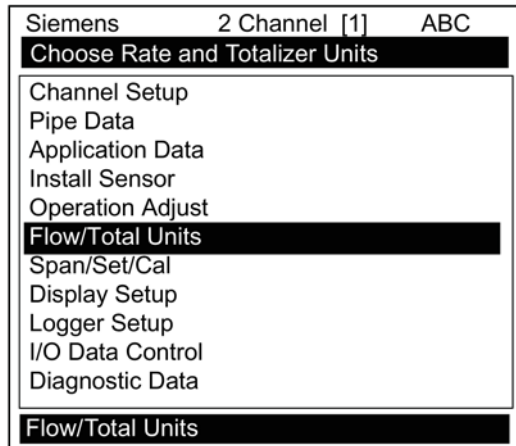 Siemens 2 Channel [1] ABC
Choose Rate and Totalizer Units
Channel Setup
Pipe Data
Application Data
Install Sensor
Operation Adjust
Flow/Total Units
Span/Set/Cal
Display Setup
Logger Setup
I/O Data Control
Diagnostic Data
Flow/Total Units